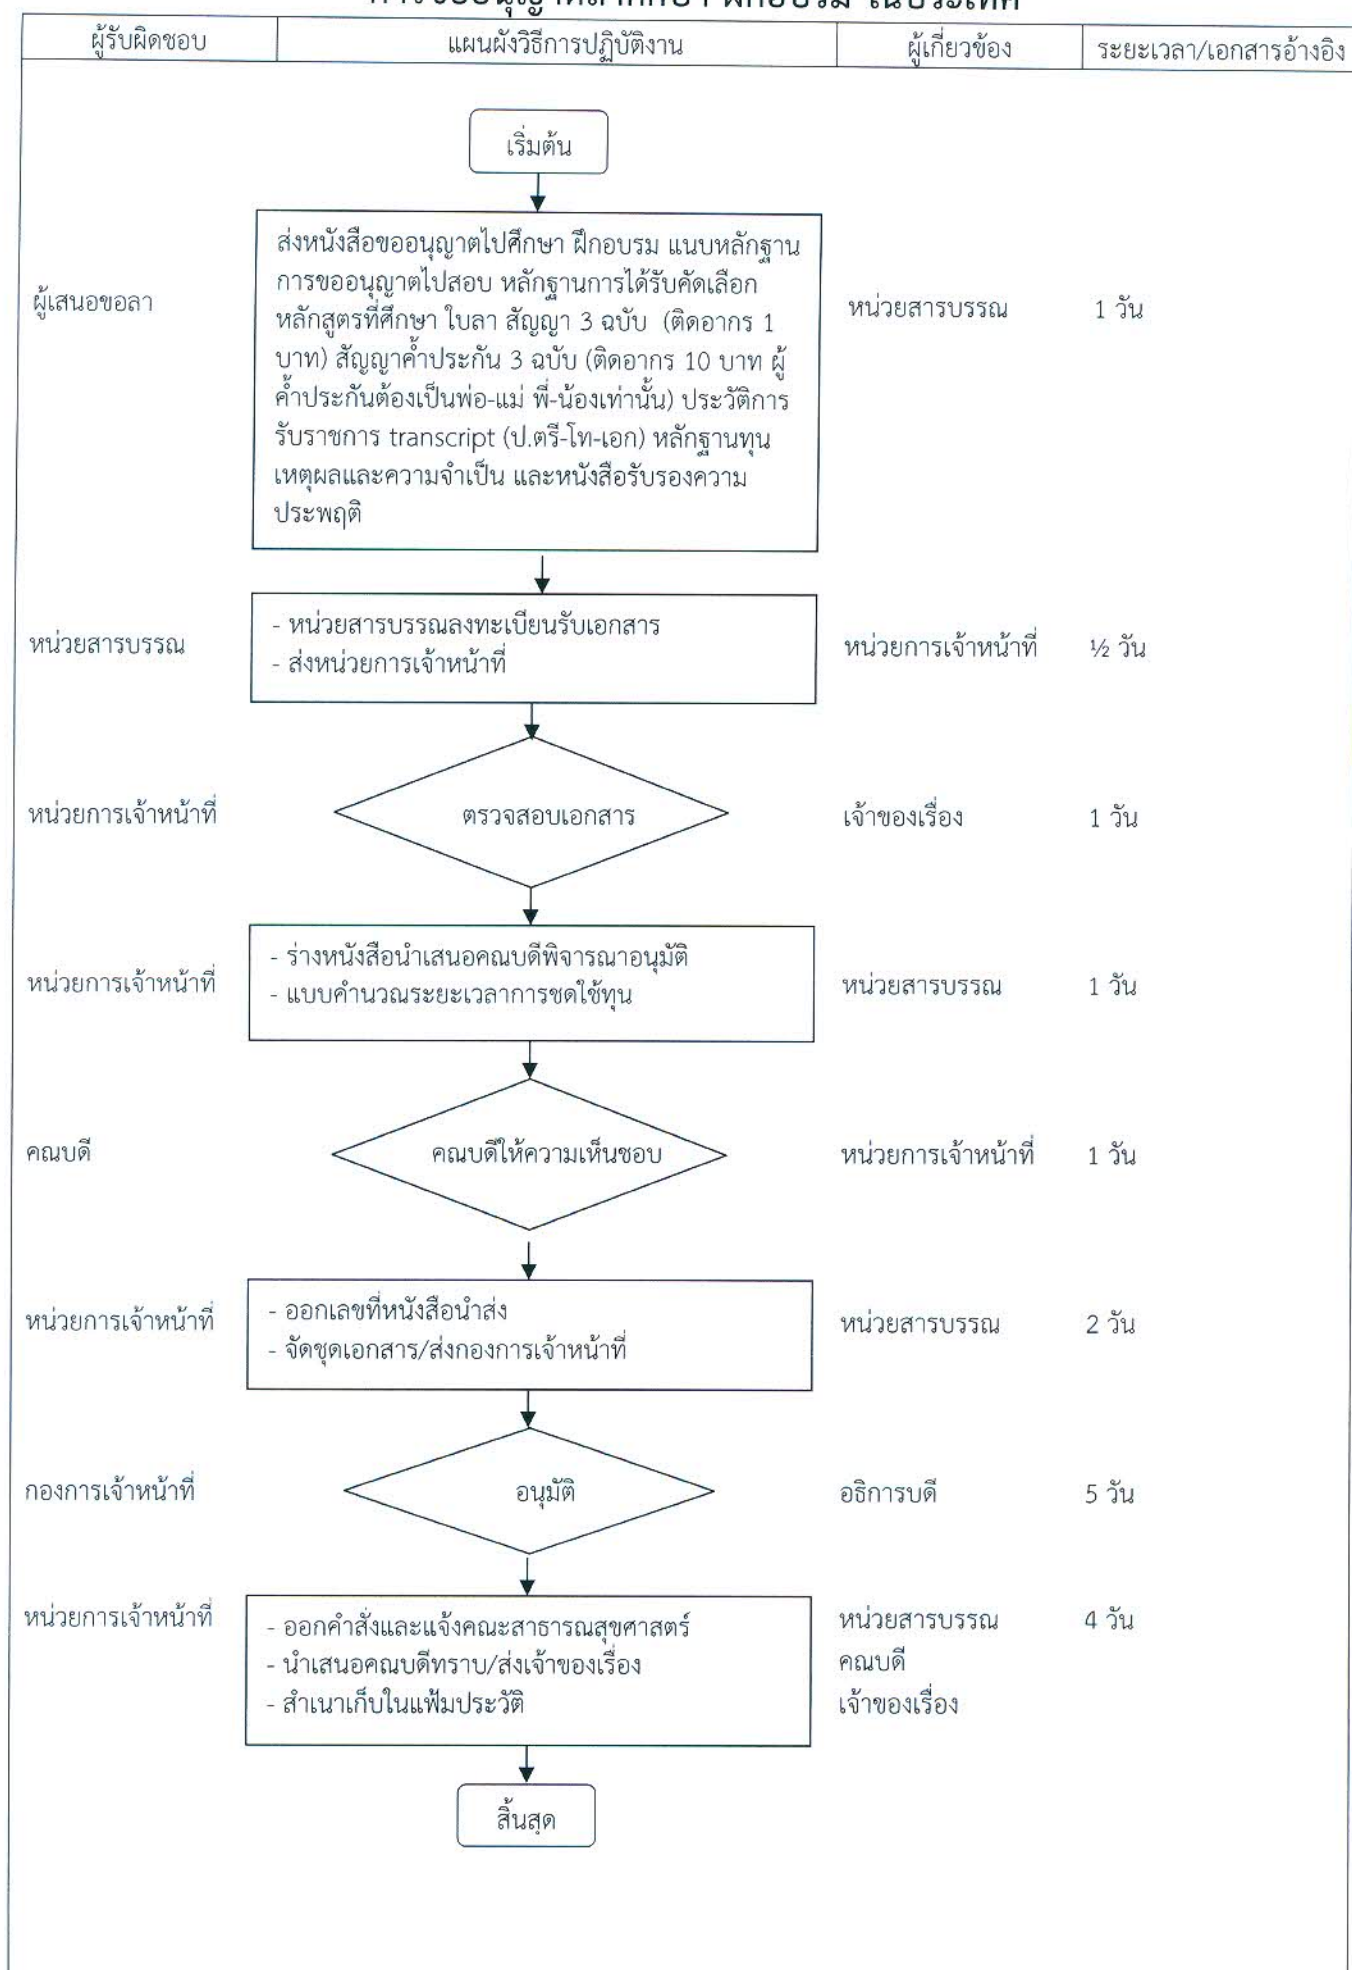 ผู้รับผิดชอบ แผนผังวิธีการปฏิบัติงาน ผู้เกี่ยวข้อง ระยะเวลา/เอกสารอ้างอิง
เริ่มต้น
ผู้เสนอขอลา
ส่งหนังสือขออนุญาตไปศึกษา ฝึกอบรม แนบหลักฐาน
การขออนุญาตไปสอบ หลักฐานการได้รับคัดเลือก
หลักสูตรที่ศึกษา ใบลา สัญญา 3 ฉบับ (ติดอากร 1
บาท) สัญญาค้ำประกัน 3 ฉบับ (ติดอากร 10 บาท ผู้
ค้ำประกันต้องเป็นพ่อ-แม่ พี่-น้องเท่านั้น) ประวัติการ
รับราชการ transcript (ป.ตรี-โท-เอก) หลักฐานทุน
เหตุผลและความจำเป็น และหนังสือรับรองความ
ประพฤติ
หน่วยสารบรรณ 1 วัน
หน่วยสารบรรณ
- หน่วยสารบรรณลงทะเบียนรับเอกสาร
- ส่งหน่วยการเจ้าหน้าที่
หน่วยการเจ้าหน้าที่ ½ วัน
หน่วยการเจ้าหน้าที่ ตรวจสอบเอกสาร เจ้าของเรื่อง 1 วัน
หน่วยการเจ้าหน้าที่
- ร่างหนังสือนำเสนอคณบดีพิจารณาอนุมัติ
- แบบคำนวณระยะเวลาการชดใช้ทุน
หน่วยสารบรรณ 1 วัน
คณบดี คณบดีให้ความเห็นชอบ หน่วยการเจ้าหน้าที่ 1 วัน
หน่วยการเจ้าหน้าที่
- ออกเลขที่หนังสือนำส่ง
- จัดชุดเอกสาร/ส่งกองการเจ้าหน้าที่
หน่วยสารบรรณ 2 วัน
กองการเจ้าหน้าที่ อนุมัติ อธิการบดี 5 วัน
หน่วยการเจ้าหน้าที่
- ออกคำสั่งและแจ้งคณะสาธารณสุขศาสตร์
- นำเสนอคณบดีทราบ/ส่งเจ้าของเรื่อง
- สำเนาเก็บในแฟ้มประวัติ
หน่วยสารบรรณ 4 วัน
คณบดี
เจ้าของเรื่อง
สิ้นสุด